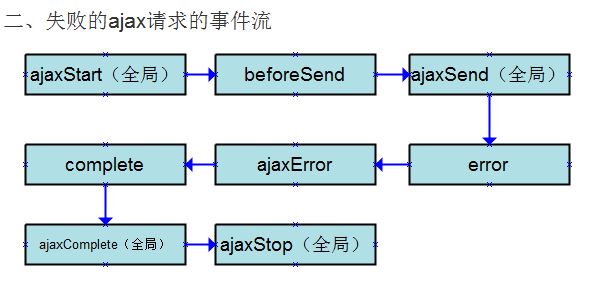 二、失败的ajax请求的事件流
ajaxStart（全局）
beforeSend
ajaxSend（全局）
complete
ajaxError
error
ajaxComplete（全局）
ajaxStop（全局）